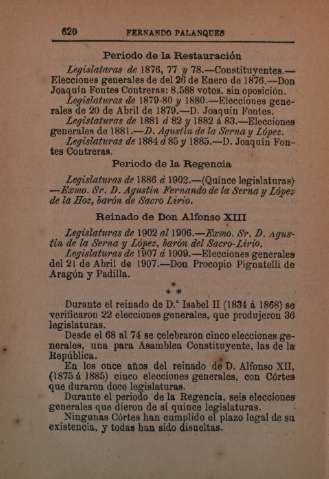 620 FERNANDO PALANQUES
Periodo de la Restauración
Legislaturas de 1876, 77 y 78.—Constituyentes.—
Elecciones generales de del 20 de Enero de 1876.—Don
Joaquín Fontes Contreras: 8.588 votos, sin oposición.
Legislaturas de 1879-80 y 1880.—Elecciones gene-
rales de 20 de Abril de 1879.—D. Joaquín Fontes.
Legislaturas de 1881 á 82 y 1882 á 83.—Elecciones
generales de 1881.—D. Agustín de la Serna y López.
Legislaturas de 1884 á 85 y 1885.—D. Joaquín Fon-
tes Contreras.
Periodo de la Regencia
Legislaturas de 1886 á 1902.—(Quince legislaturas)
—Exmo. Sr. D. Agustín Fernando de la Serna y López
de la Hoz, barón de Sacro Lirio.
Reinado de Don Alfonso XIII
Legislaturas de 1902 al 1906.—Exmo. Sr. D. Agus-
tín de la Serna y López, barón del Sacro-Lirio.
Legislaturas de 1907 á 1909.—Elecciones generales
del 21 de Abril de 1907.—Don Procopio Pignatelli de
Aragón y Padilla.
*
* *
Durante el reinado de D.ª Isabel II (1834 á 1868) se
verificaron 22 elecciones generales, que produjeron 36
legislaturas.
Desde el 68 al 74 se celebraron cinco elecciones ge-
nerales, una para Asamblea Constituyente, las de la
República.
En los once años del reinado de D. Alfonso XII,
(1875 á 1885) cinco elecciones generales, con Córtes
que duraron doce legislaturas.
Durante el periodo de la Regencia, seis elecciones
generales que dieron de sí quince legislaturas.
Ningunas Córtes han cumplido el plazo legal de su
existencia, y todas han sido disueltas.